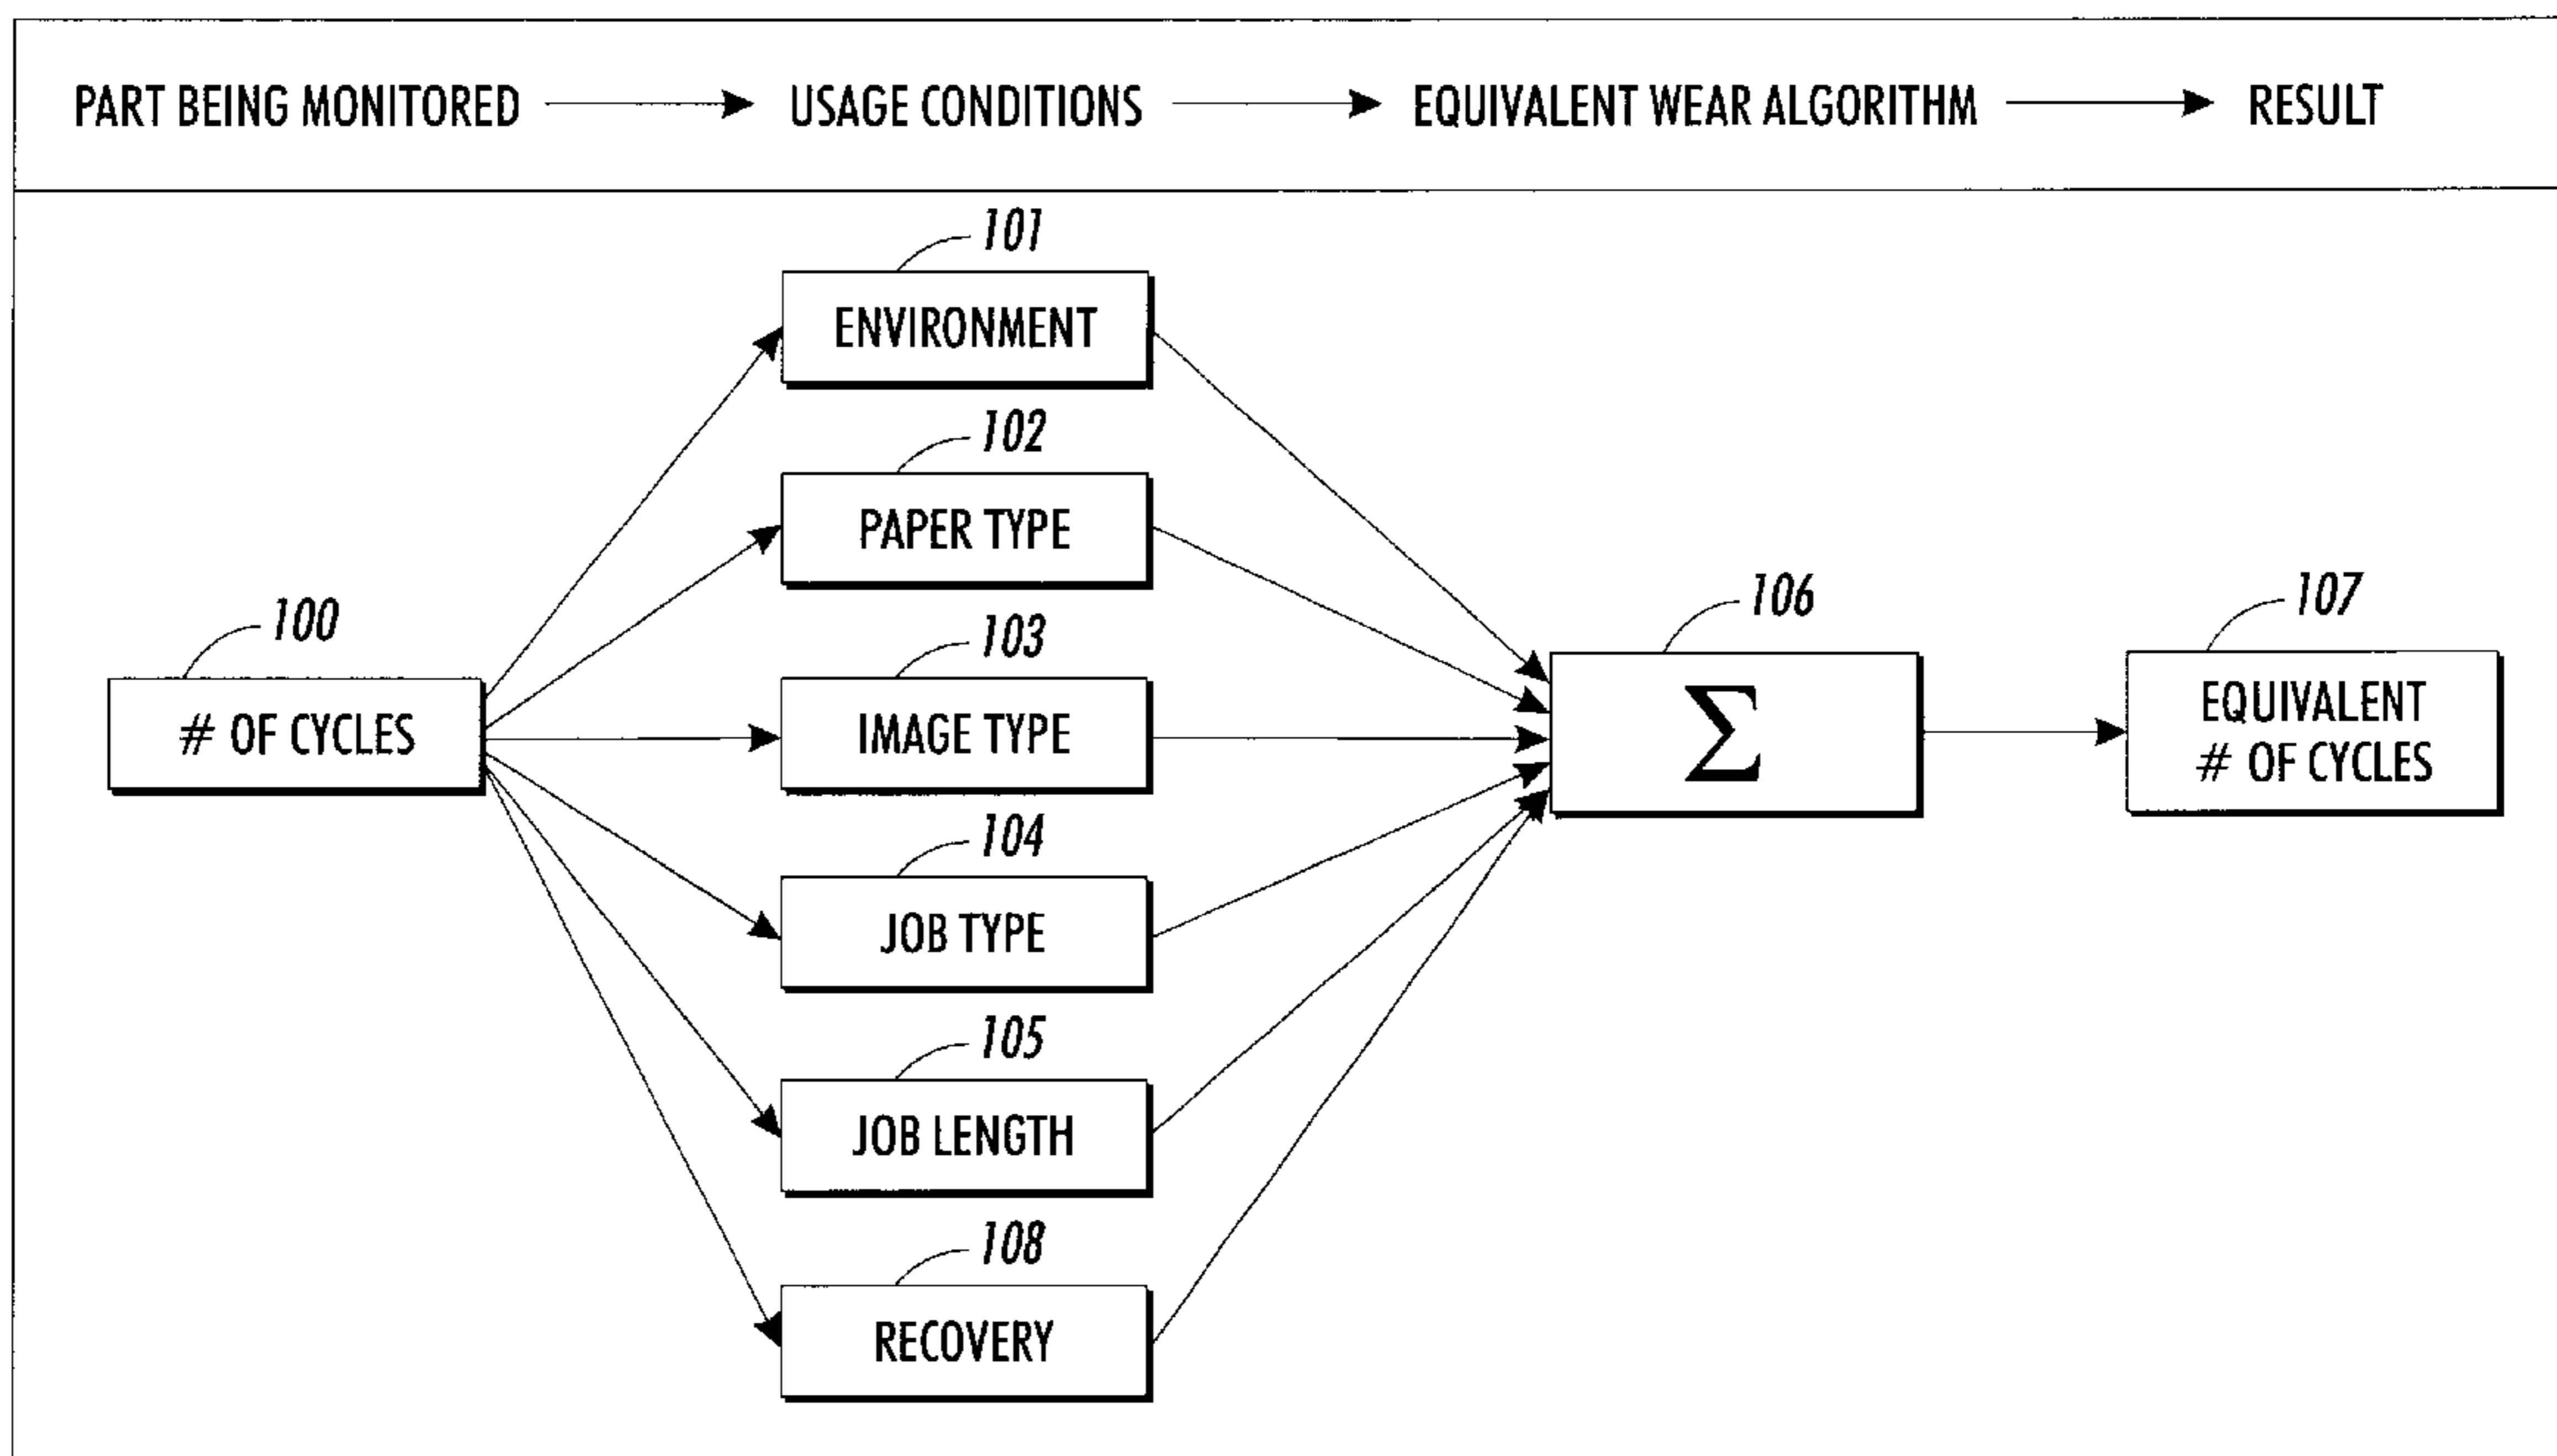 PART BEING MONITORED
USAGE CONDITIONS
EQUIVALENT WEAR ALGORITHM
RESULT
101
ENVIRONMENT
102
PAPER TYPE
100
# OF CYCLES
103
IMAGE TYPE
104
JOB TYPE
105
JOB LENGTH
108
RECOVERY
106
Σ
107
EQUIVALENT
# OF CYCLES